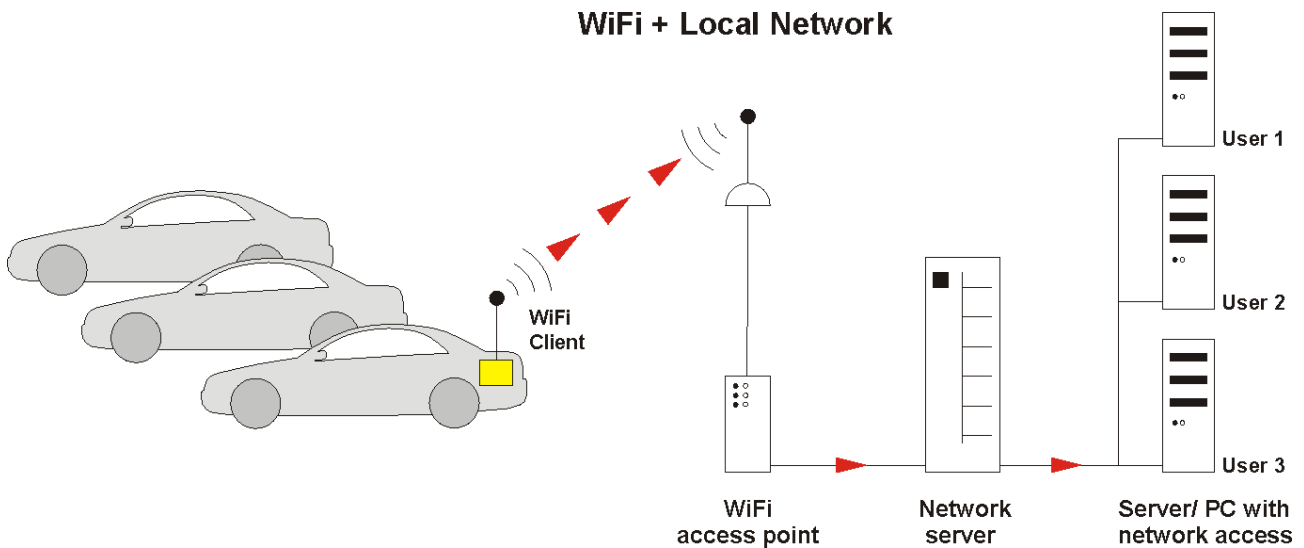 WiFi + Local Network
User 1
User 2
WiFi
Client
User 3
WiFi
access point
Network
server
Server/ PC with
network access